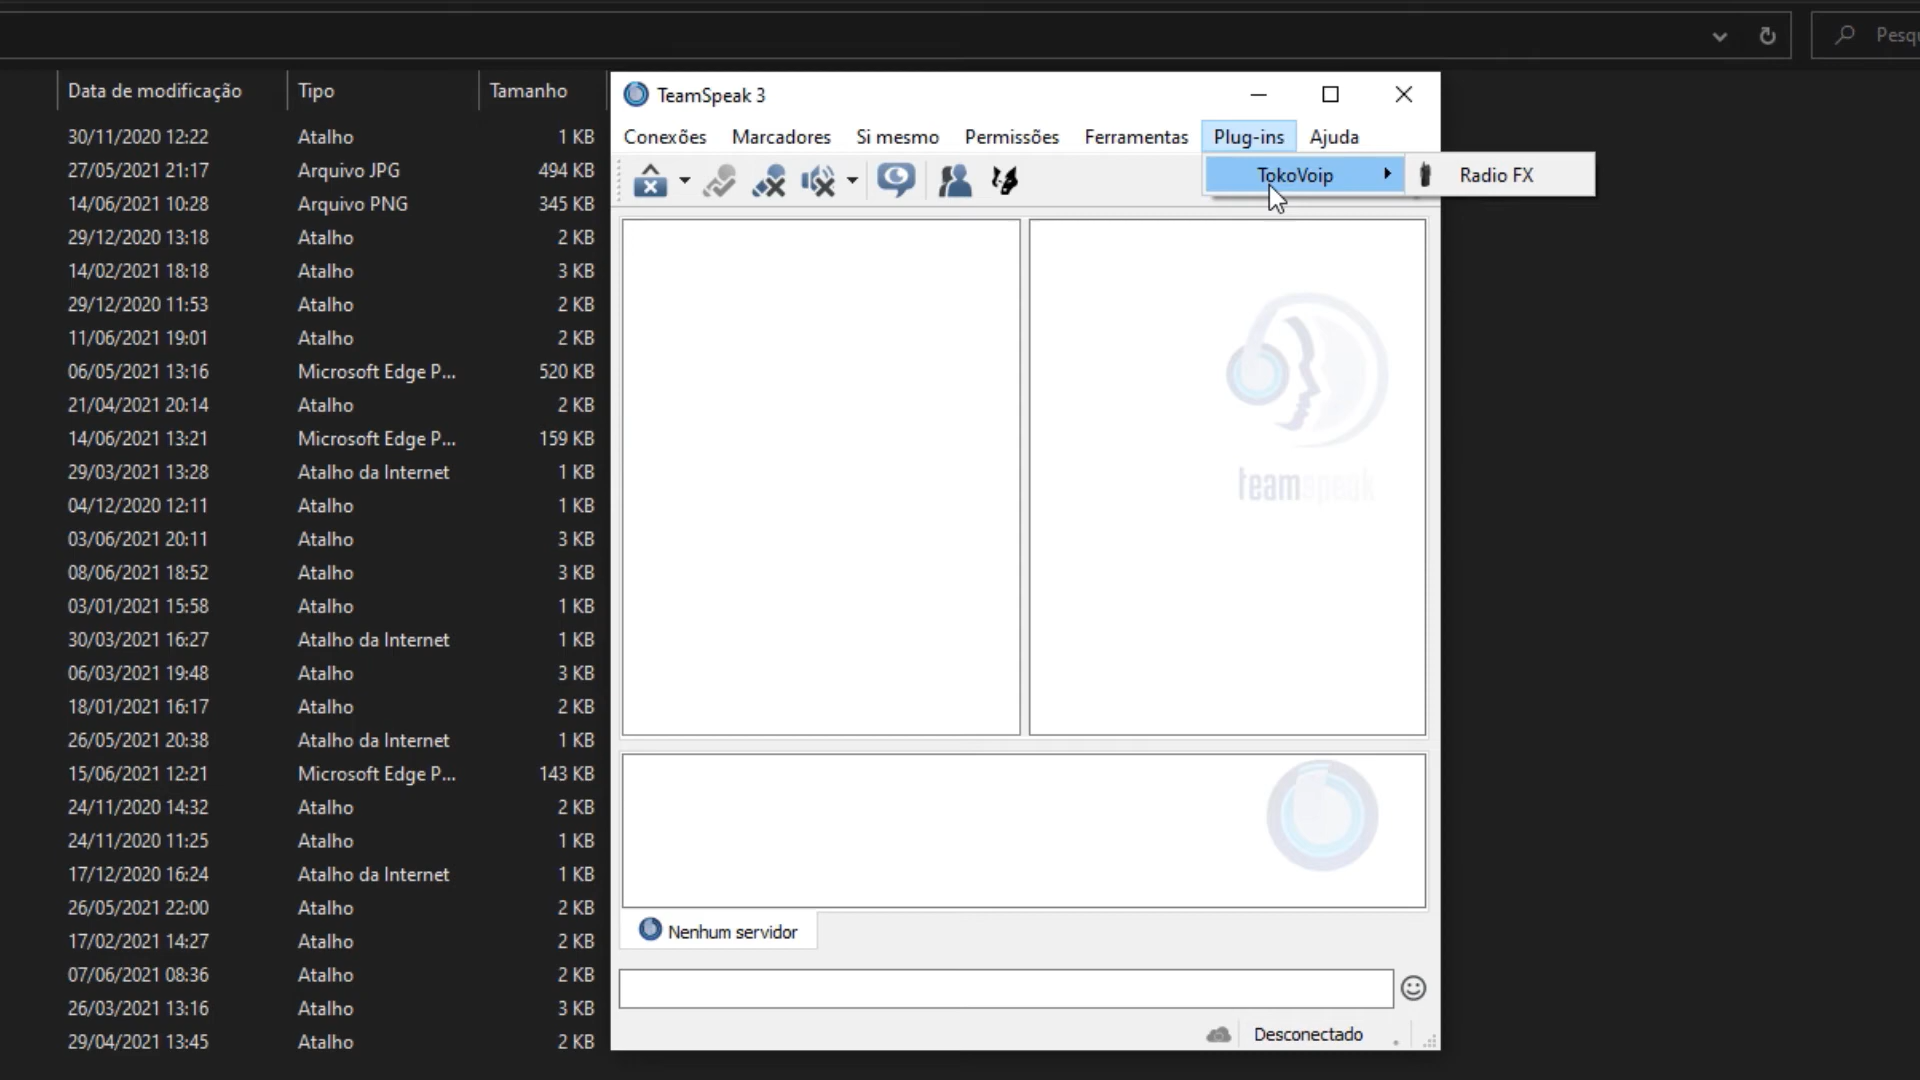 Pesqu
Data de modificação Tipo Tamanho
30/11/2020 12:22 Atalho 1 KB
27/05/2021 21:17 Arquivo JPG 494 KB
14/06/2021 10:28 Arquivo PNG 345 KB
29/12/2020 13:18 Atalho 2 KB
14/02/2021 18:18 Atalho 3 KB
29/12/2020 11:53 Atalho 2 KB
11/06/2021 19:01 Atalho 2 KB
06/05/2021 13:16 Microsoft Edge P... 520 KB
21/04/2021 20:14 Atalho 2 KB
14/06/2021 13:21 Microsoft Edge P... 159 KB
29/03/2021 13:28 Atalho da Internet 1 KB
04/12/2020 12:11 Atalho 1 KB
03/06/2021 20:11 Atalho 3 KB
08/06/2021 18:52 Atalho 3 KB
03/01/2021 15:58 Atalho 1 KB
30/03/2021 16:27 Atalho da Internet 1 KB
06/03/2021 19:48 Atalho 3 KB
18/01/2021 16:17 Atalho 2 KB
26/05/2021 20:38 Atalho da Internet 1 KB
15/06/2021 12:21 Microsoft Edge P... 143 KB
24/11/2020 14:32 Atalho 2 KB
24/11/2020 11:25 Atalho 1 KB
17/12/2020 16:24 Atalho da Internet 1 KB
26/05/2021 22:00 Atalho 2 KB
17/02/2021 14:27 Atalho 2 KB
07/06/2021 08:36 Atalho 2 KB
26/03/2021 13:16 Atalho 3 KB
29/04/2021 13:45 Atalho 2 KB
TeamSpeak 3
Conexões Marcadores Si mesmo Permissões Ferramentas Plug-ins Ajuda
TokoVoip Radio FX
teamspeak
Nenhum servidor
Desconectado